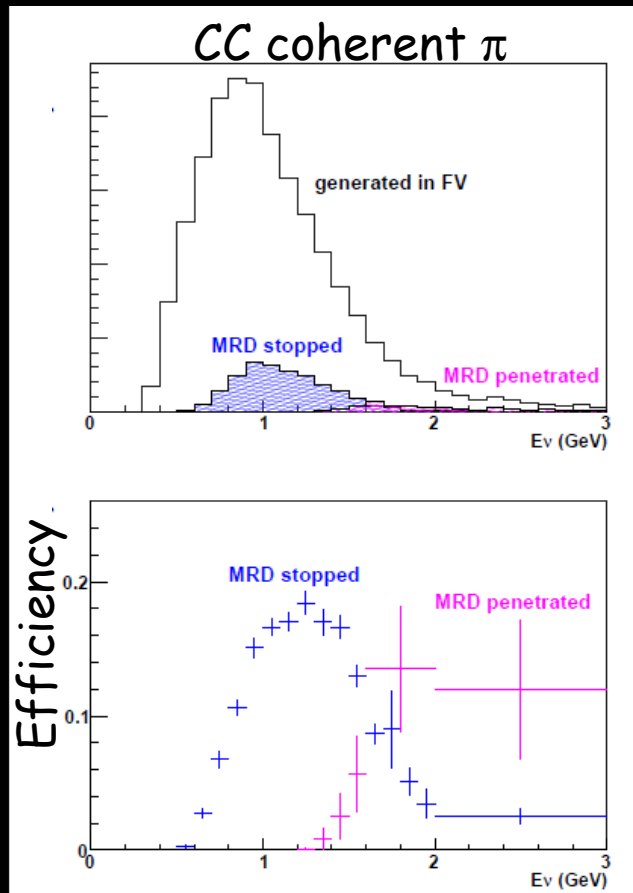 CC coherent π
generated in FV
MRD stopped
MRD penetrated
0 1 2 3
Eν (GeV)
Efficiency
0.2
MRD stopped
MRD penetrated
0.1
0
0 1 2 3
Eν (GeV)